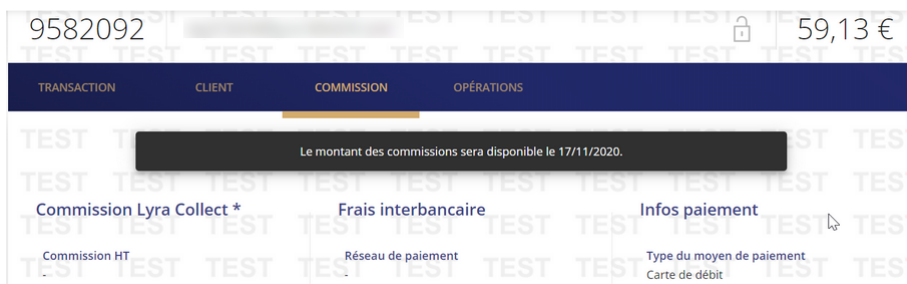 9582092
59,13 €
TRANSACTION CLIENT COMMISSION OPÉRATIONS
Le montant des commissions sera disponible le 17/11/2020.
Commission Lyra Collect * Frais interbancaire Infos paiement
Commission HT Réseau de paiement Type du moyen de paiement
- - Carte de débit
TEST